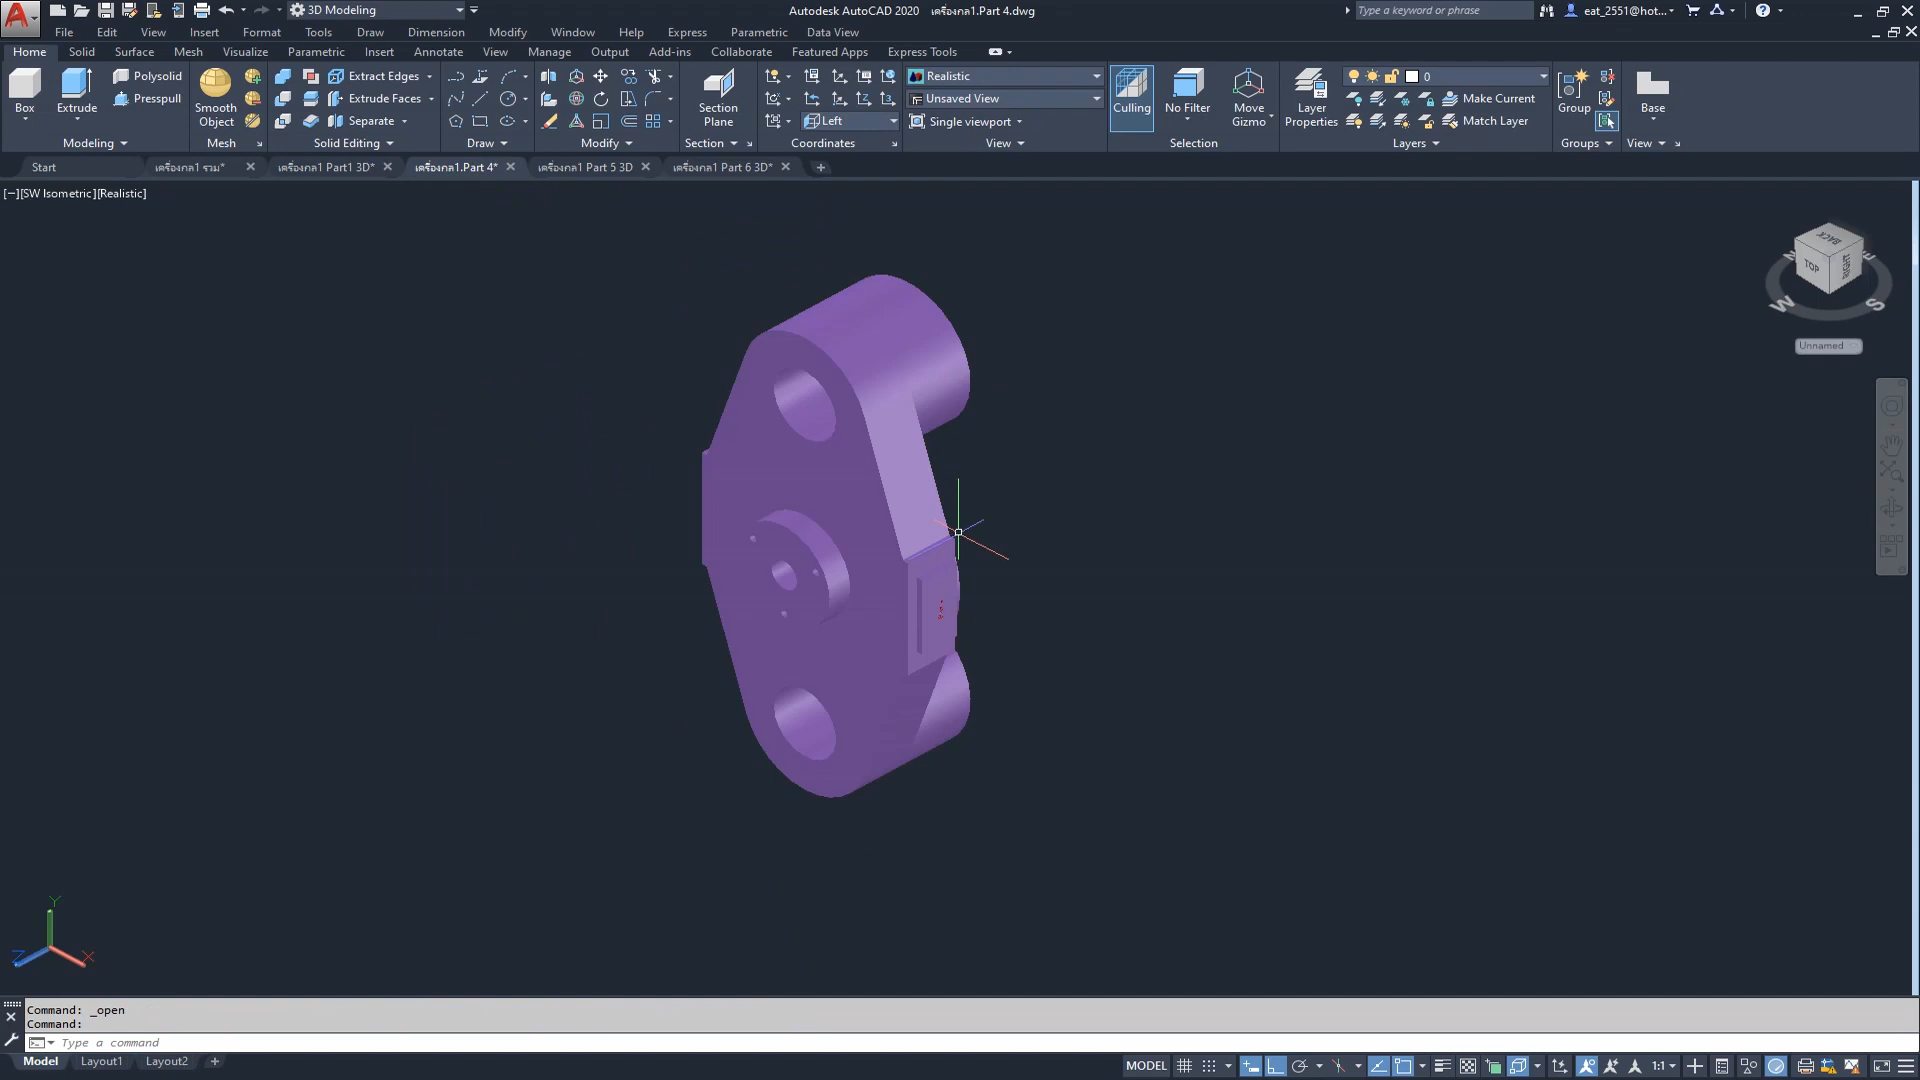 3D Modeling
Autodesk AutoCAD 2020 เครื่องกล1.Part 4.dwg
Type a keyword or phrase
eat_2551@hot...
File Edit View Insert Format Tools Draw Dimension Modify Window Help Express Parametric Data View
Home Solid Surface Mesh Visualize Parametric Insert Annotate View Manage Output Add-ins Collaborate Featured Apps Express Tools
Box
Extrude
Polysolid
Presspull
Smooth Object
Extract Edges
Extrude Faces
Separate
Section Plane
Left
Realistic
Unsaved View
Single viewport
Culling
No Filter
Move Gizmo
Layer Properties
0
Make Current
Match Layer
Group
Base
Modeling Mesh Solid Editing Draw Modify Section Coordinates View Selection Layers Groups View
Start เครื่องกล1 รวม* เครื่องกล1 Part1 3D* เครื่องกล1.Part 4* เครื่องกล1 Part 5 3D เครื่องกล1 Part 6 3D*
[−][SW Isometric][Realistic]
BACK
TOP
RIGHT
W
S
Unnamed
Y
Z
X
Command: _open
Command:
Type a command
Model Layout1 Layout2
MODEL
1:1